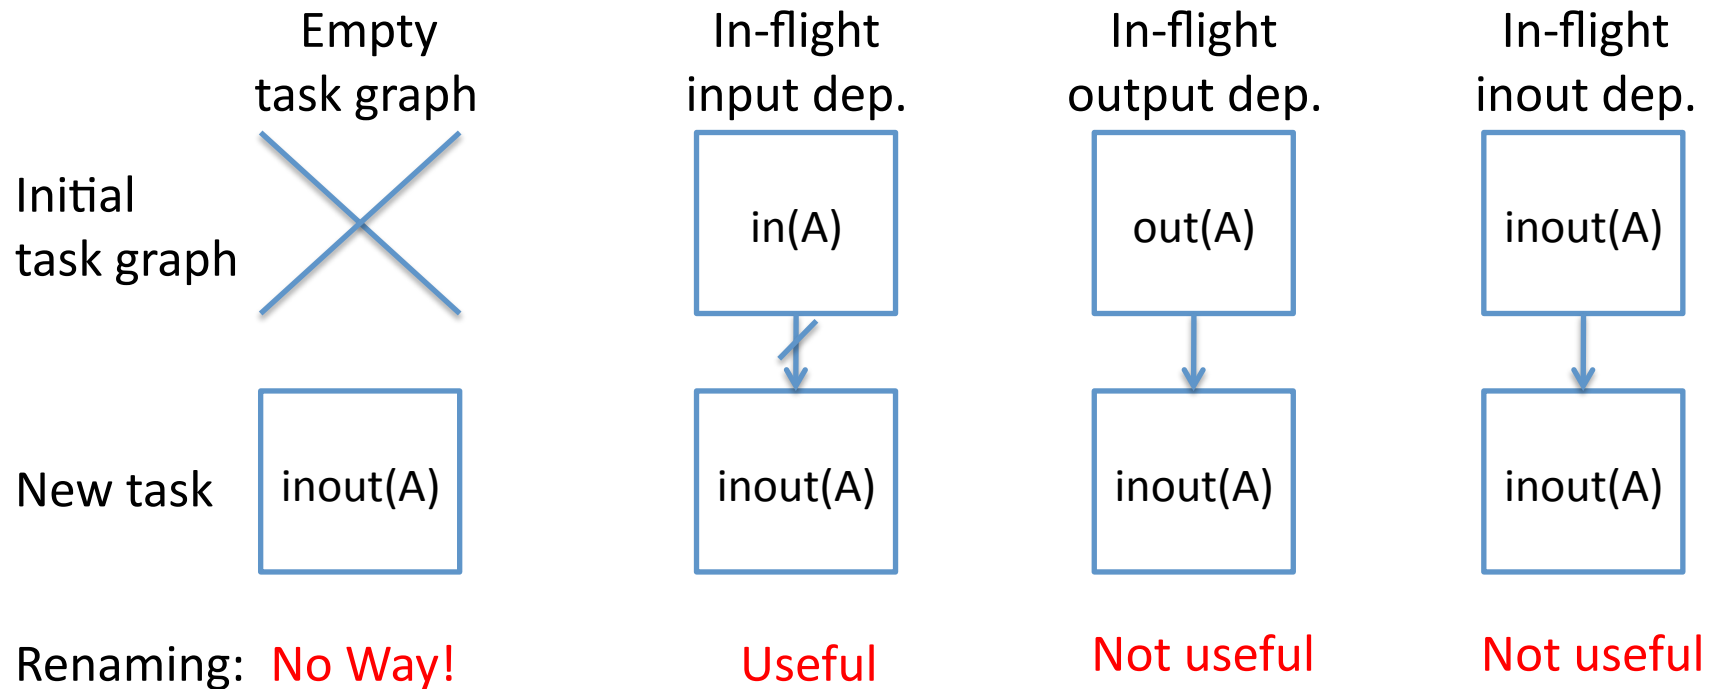 Empty
task graph
In-flight
input dep.
In-flight
output dep.
In-flight
inout dep.
Initial
task graph
in(A)
out(A)
inout(A)
New task
inout(A)
inout(A)
inout(A)
inout(A)
Renaming:
No Way!
Useful
Not useful
Not useful